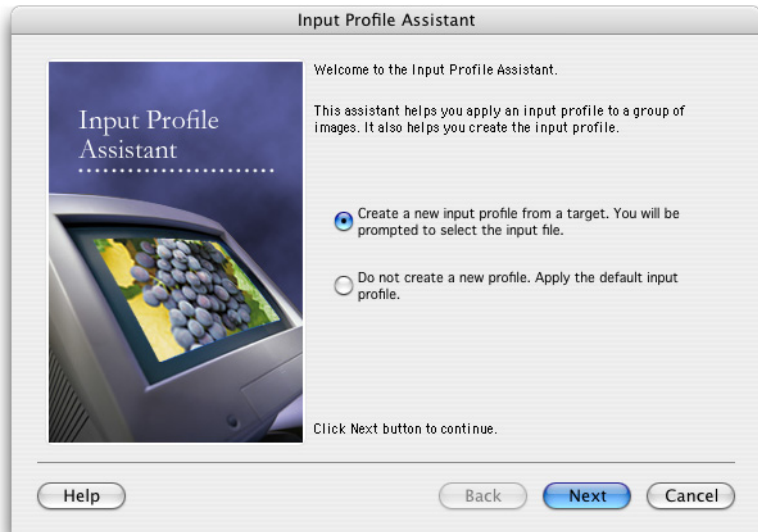 Input Profile Assistant
Input Profile
Assistant
Welcome to the Input Profile Assistant.
This assistant helps you apply an input profile to a group of
images. It also helps you create the input profile.
Create a new input profile from a target. You will be
prompted to select the input file.
Do not create a new profile. Apply the default input
profile.
Click Next button to continue.
Help
Back
Next
Cancel